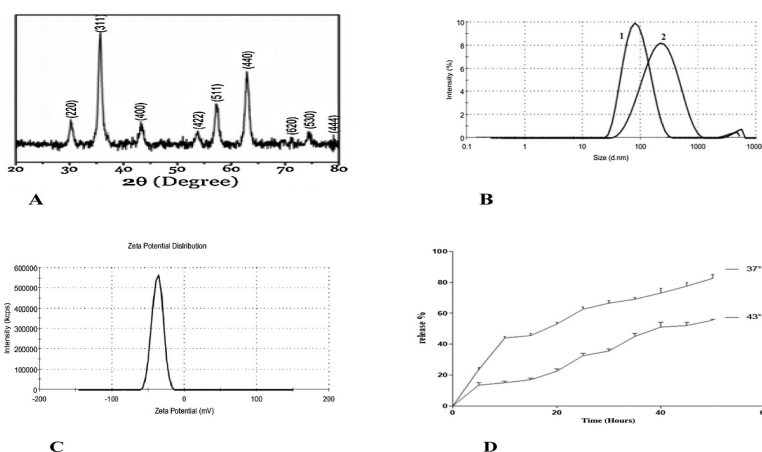 (220)
(311)
(400)
(422)
(511)
(440)
(620)
(530)
(444)
20 30 40 50 60 70 80
2θ (Degree)
A
10
8
6
4
2
0
Intensity (%)
1 2
0.1 0.1 10 100 1000 0000
Size (d.nm)
B
Zeta Potential Distribution
600000
500000
400000
300000
200000
100000
0
Intensity (kcps)
-200 -100 0 100 200
Zeta Potential (mV)
C
100
80
60
40
20
0
release %
37°
43°
0 20 40
Time (Hours)
D